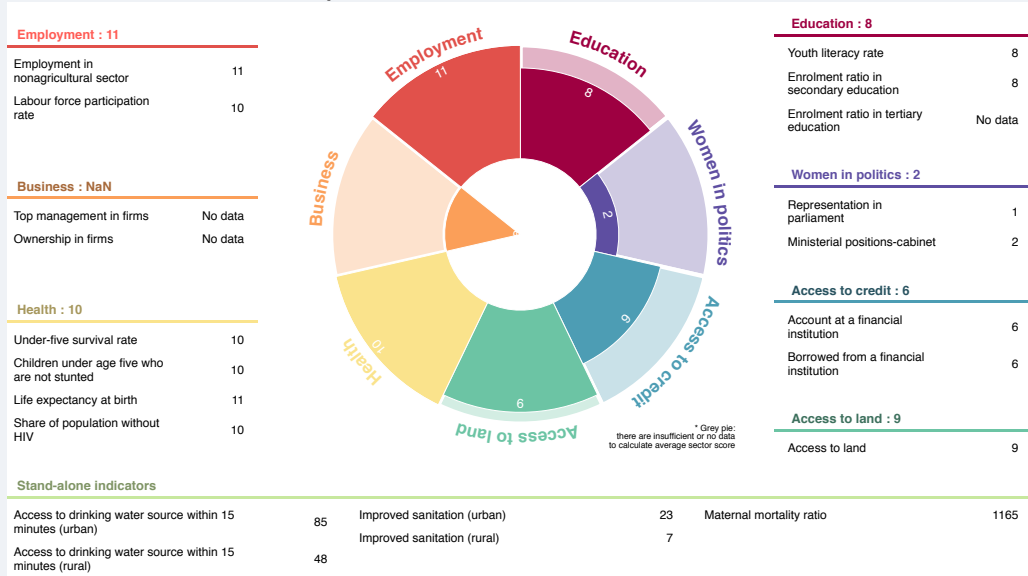 Employment : 11
Employment in
nonagricultural sector
11
Labour force participation
rate
10
Business : NaN
Top management in firms
No data
Ownership in firms
No data
Health : 10
Under-five survival rate
10
Children under age five who
are not stunted
10
Life expectancy at birth
11
Share of population without
HIV
10
Employment
11
Education
8
Women in politics
2
Access to credit
6
Access to land
9
Health
10
Business
* Grey pie:
there are insufficient or no data
to calculate average sector score
Education : 8
Youth literacy rate
8
Enrolment ratio in
secondary education
8
Enrolment ratio in tertiary
education
No data
Women in politics : 2
Representation in
parliament
1
Ministerial positions-cabinet
2
Access to credit : 6
Account at a financial
institution
6
Borrowed from a financial
institution
6
Access to land : 9
Access to land
9
Stand-alone indicators
Access to drinking water source within 15
minutes (urban)
85
Access to drinking water source within 15
minutes (rural)
48
Improved sanitation (urban)
23
Improved sanitation (rural)
7
Maternal mortality ratio
1165